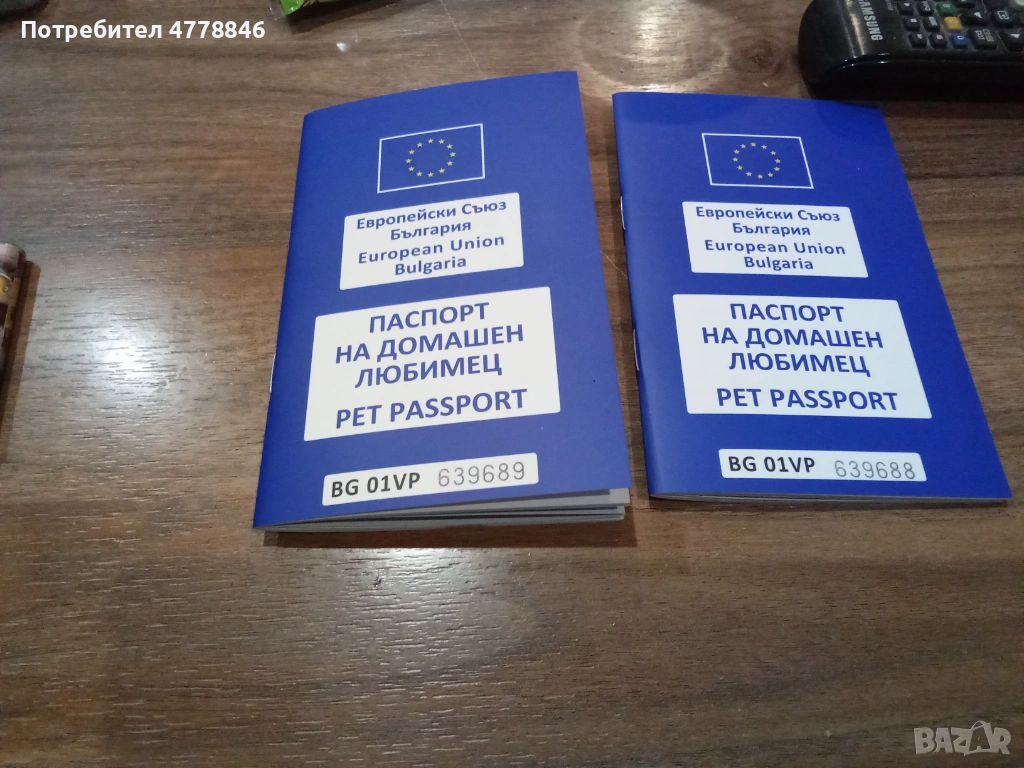 Потребител 4778846
SAMSUNG
Европейски Съюз
България
European Union
Bulgaria
ПАСПОРТ
НА ДОМАШЕН
ЛЮБИМЕЦ
PET PASSPORT
BG 01VP 639689
Европейски Съюз
България
European Union
Bulgaria
ПАСПОРТ
НА ДОМАШЕН
ЛЮБИМЕЦ
PET PASSPORT
BG 01VP 639688
BAZAR